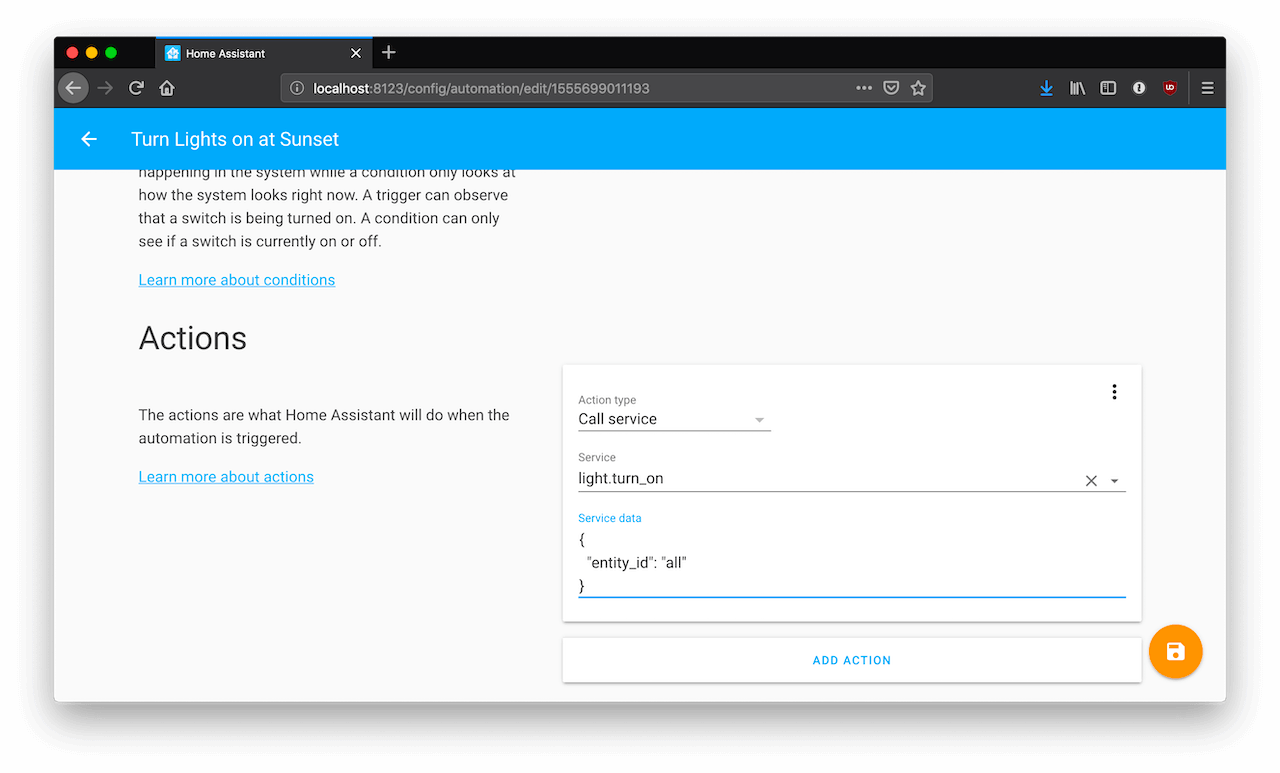 Home Assistant
localhost:8123/config/automation/edit/1555699011193
Turn Lights on at Sunset
happening in the system while a condition only looks at
how the system looks right now. A trigger can observe
that a switch is being turned on. A condition can only
see if a switch is currently on or off.
Learn more about conditions
Actions
The actions are what Home Assistant will do when the
automation is triggered.
Learn more about actions
Action type
Call service
Service
light.turn_on
Service data
{
"entity_id": "all"
}
ADD ACTION